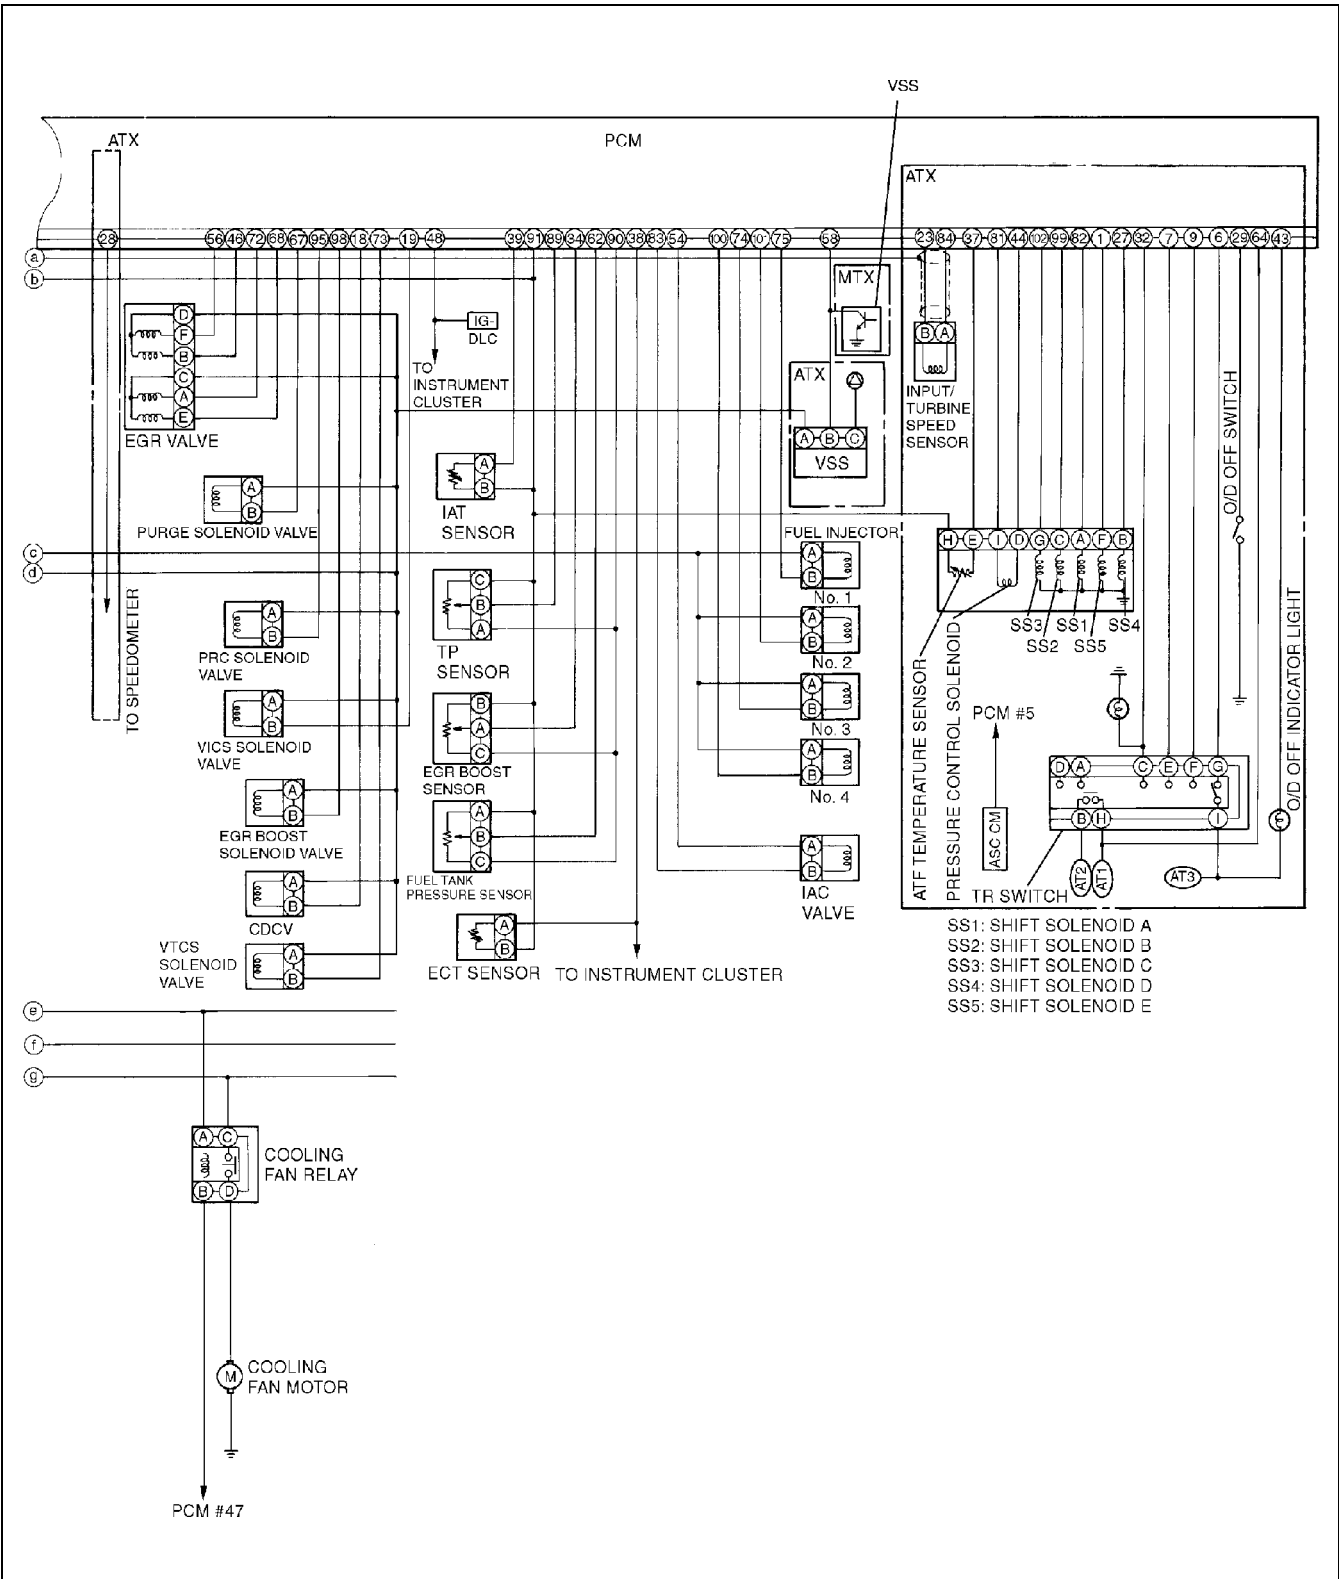 VSS
ATX
PCM
ATX
28 56 46 72 68 67 95 98 18 73 19 48 39 91 89 34 62 90 38 83 54 100 74 101 75 58 23 84 37 81 44 102 99 82 1 27 32 7 9 6 29 64 43
a
b
MTX
D
F
B
C
A
E
EGR VALVE
IG-
DLC
TO
INSTRUMENT
CLUSTER
ATX
A B C
VSS
B A
INPUT/
TURBINE
SPEED
SENSOR
O/D OFF SWITCH
A
B
PURGE SOLENOID VALVE
A
B
IAT
SENSOR
FUEL INJECTOR
A
B
No. 1
H E I D G C A F B
SS3 SS1 SS4
SS2 SS5
c
d
TO SPEEDOMETER
A
B
PRC SOLENOID
VALVE
C
B
A
TP
SENSOR
A
B
No. 2
ATF TEMPERATURE SENSOR
PRESSURE CONTROL SOLENOID
O/D OFF INDICATOR LIGHT
A
B
VICS SOLENOID
VALVE
B
A
C
EGR BOOST
SENSOR
A
B
No. 3
PCM #5
ASC CM
A
B
No. 4
D A C E F G
B H I
AT2 AT1 AT3
TR SWITCH
A
B
EGR BOOST
SOLENOID VALVE
A
B
C
FUEL TANK
PRESSURE SENSOR
A
B
IAC
VALVE
A
B
CDCV
A
B
ECT SENSOR
TO INSTRUMENT CLUSTER
VTCS
SOLENOID
VALVE
A
B
SS1: SHIFT SOLENOID A
SS2: SHIFT SOLENOID B
SS3: SHIFT SOLENOID C
SS4: SHIFT SOLENOID D
SS5: SHIFT SOLENOID E
e
f
g
A C
B D
COOLING
FAN RELAY
M
COOLING
FAN MOTOR
PCM #47